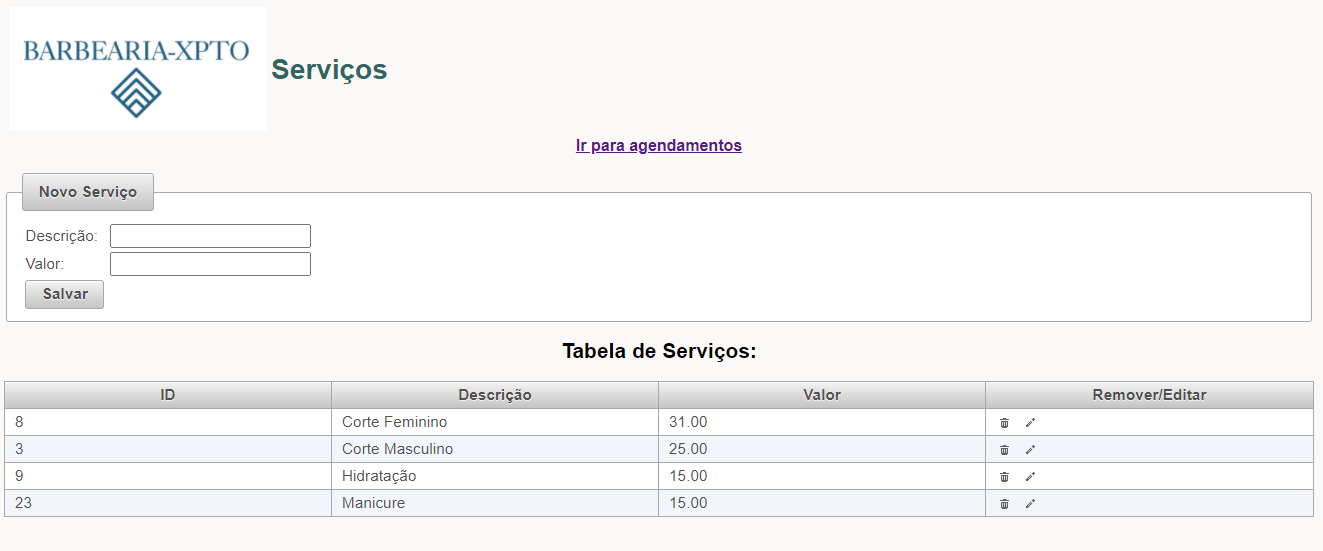 BARBEARIA-XPTO
Serviços
Ir para agendamentos
Novo Serviço
Descrição:
Valor:
Salvar
Tabela de Serviços:
ID Descrição Valor Remover/Editar
8 Corte Feminino 31.00
3 Corte Masculino 25.00
9 Hidratação 15.00
23 Manicure 15.00